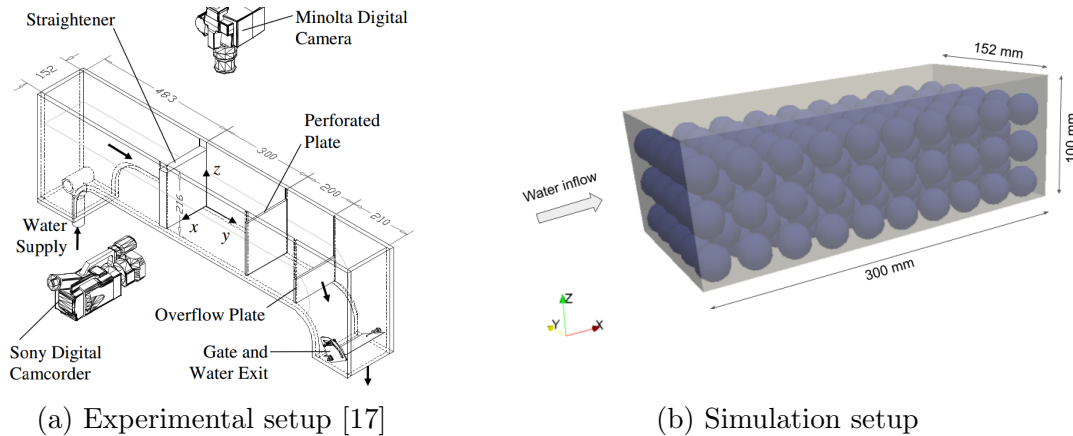 Straightener
Minolta Digital
Camera
152
483
Perforated
Plate
300
200
210
z
216
x
y
Water
Supply
Overflow Plate
Sony Digital
Camcorder
Gate and
Water Exit
(a) Experimental setup [17]
152 mm
100 mm
Water inflow
300 mm
Z
Y
X
(b) Simulation setup